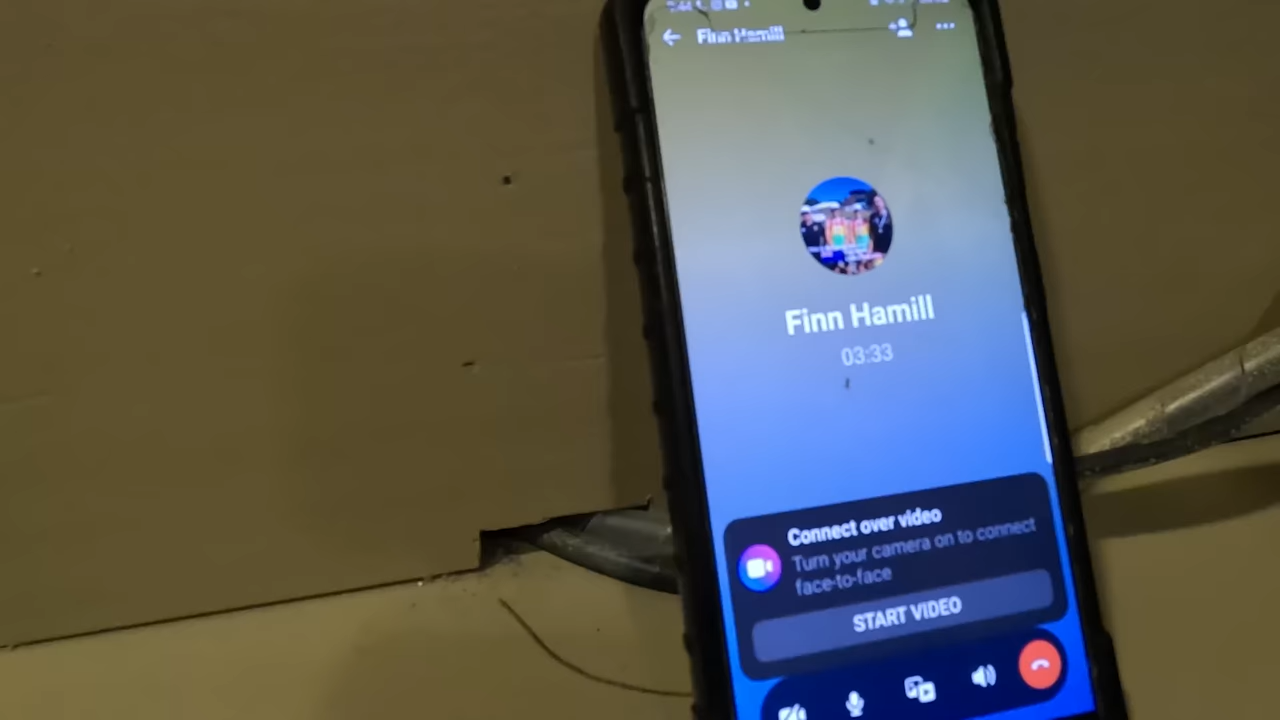 Finn Hamill
Finn Hamill
03:33
Connect over video
Turn your camera on to connect
face-to-face
START VIDEO